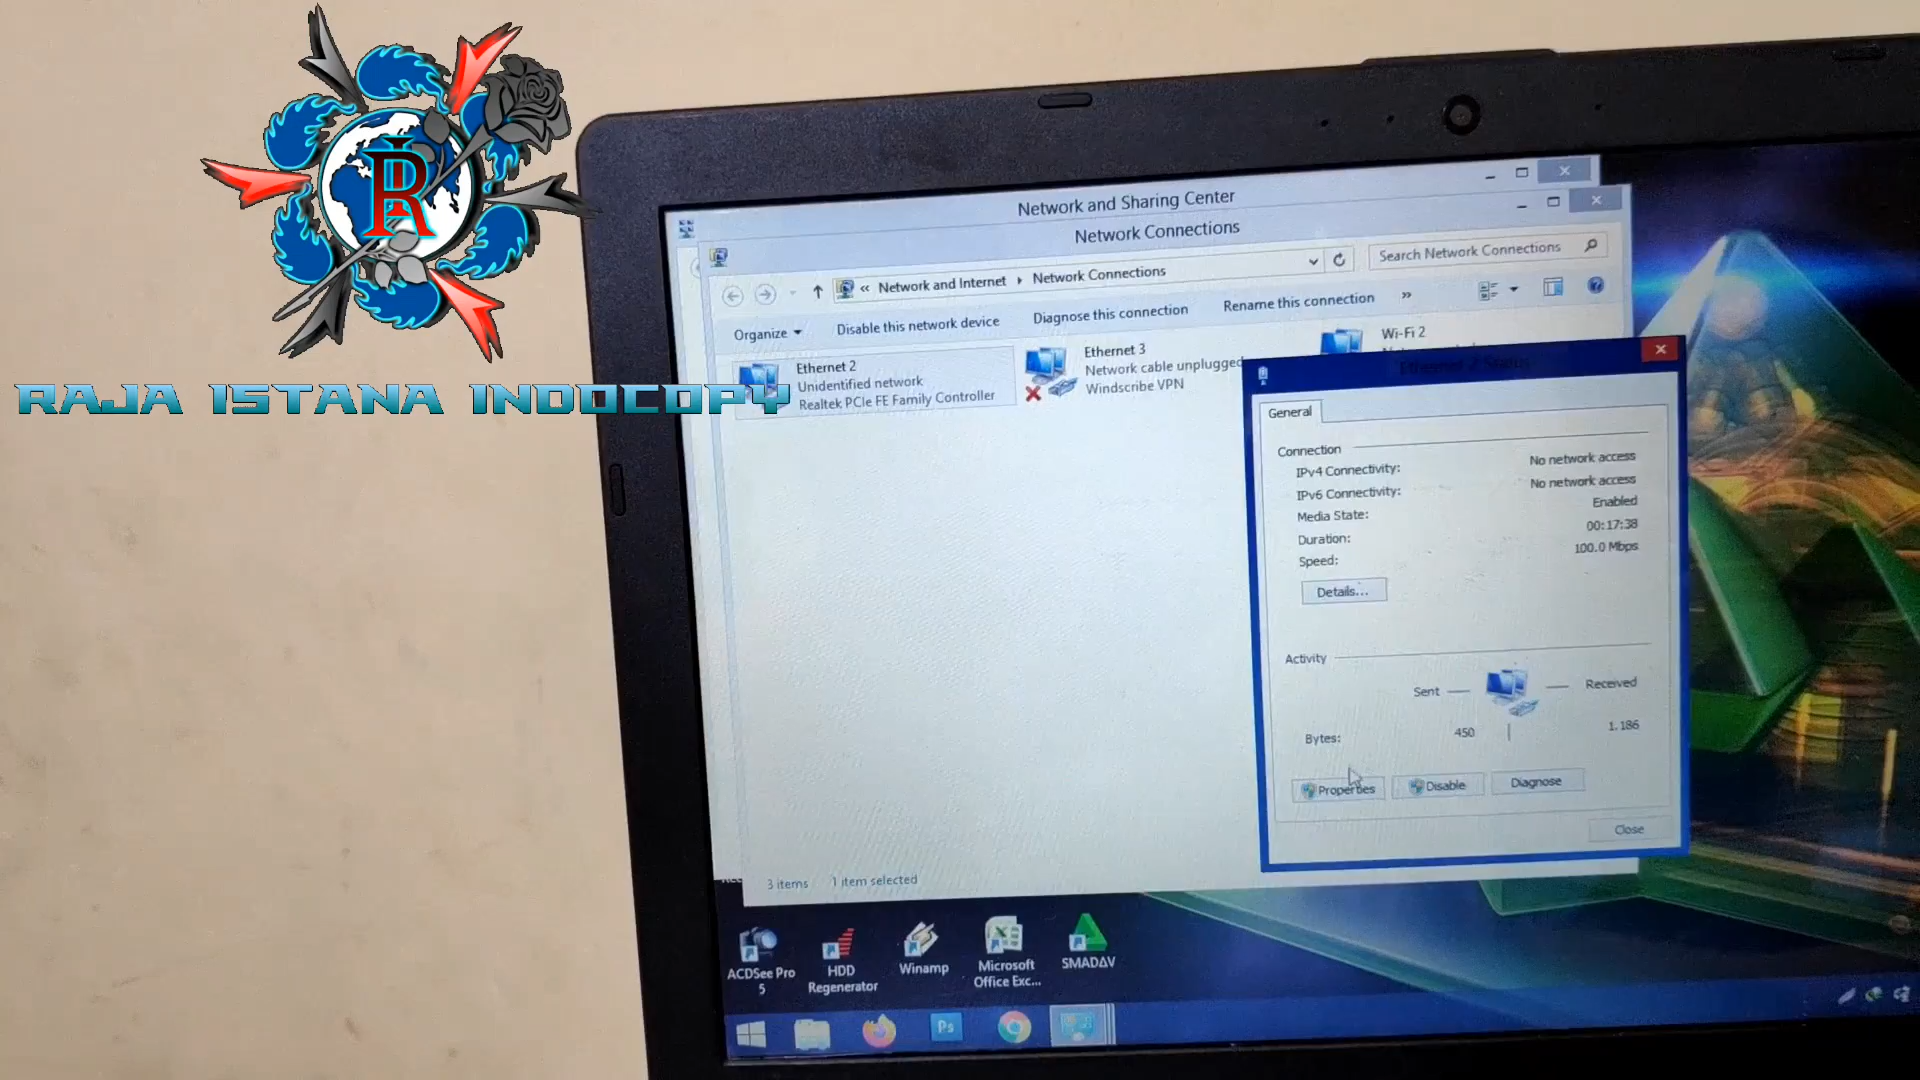 R
RAJA ISTANA INDOCOPY
Network and Sharing Center
Network Connections
« Network and Internet Network Connections
Search Network Connections
Organize
Disable this network device
Diagnose this connection
Rename this connection
»
Ethernet 2
Unidentified network
Realtek PCIe FE Family Controller
Ethernet 3
Network cable unplugged
Windscribe VPN
Wi-Fi 2
Ethernet 2 Status
General
Connection
IPv4 Connectivity: No network access
IPv6 Connectivity: No network access
Media State: Enabled
Duration: 00:17:38
Speed: 100.0 Mbps
Details...
Activity
Sent
Received
Bytes: 450 1.186
Properties
Disable
Diagnose
Close
3 items 1 item selected
ACDSee Pro
5
HDD
Regenerator
Winamp
Microsoft
Office Exc...
SMADΔV
Ps